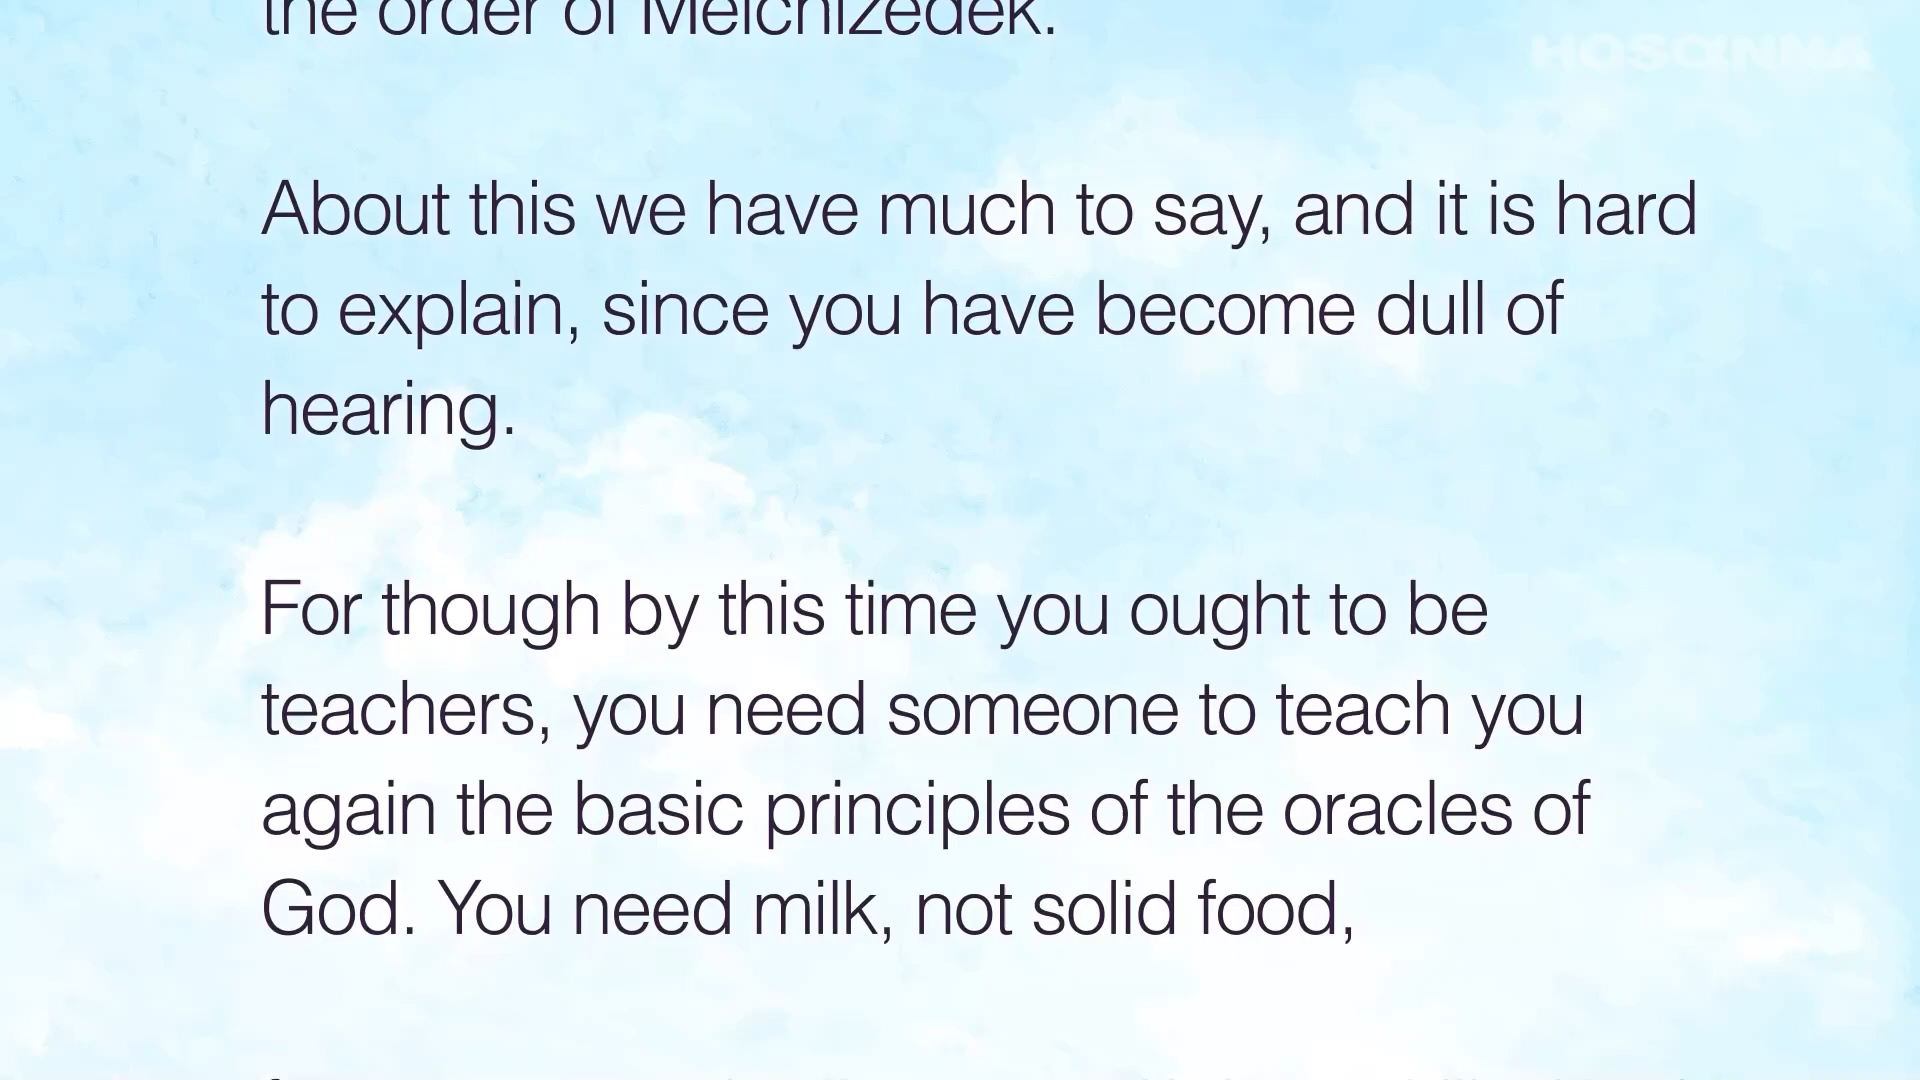 the order of Melchizedek.
HOSANNA
About this we have much to say, and it is hard
to explain, since you have become dull of
hearing.
For though by this time you ought to be
teachers, you need someone to teach you
again the basic principles of the oracles of
God. You need milk, not solid food,